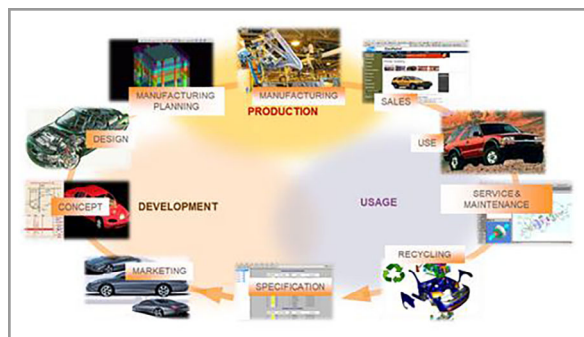 MANUFACTURING
PLANNING
MANUFACTURING
PRODUCTION
SALES
DESIGN
USE
CONCEPT
DEVELOPMENT
USAGE
SERVICE &
MAINTENANCE
RECYCLING
MARKETING
SPECIFICATION